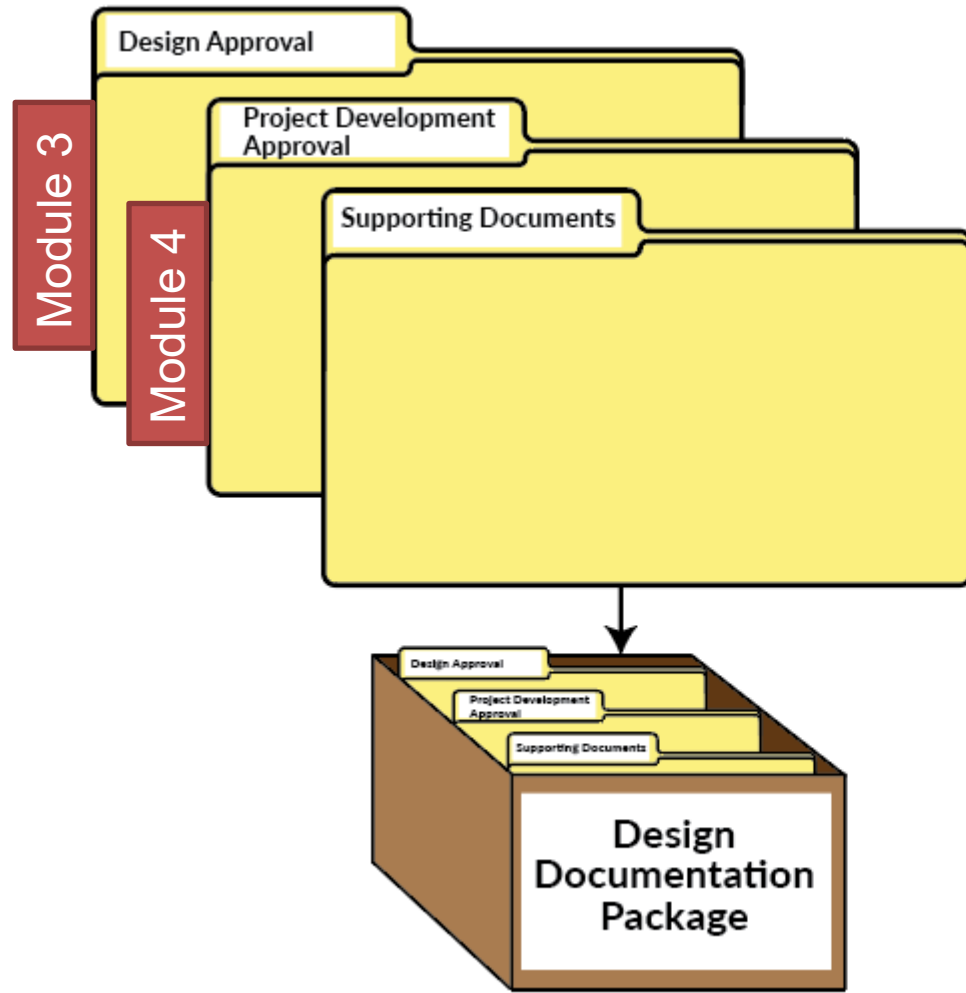 Design Approval
Module 3
Project Development
Approval
Module 4
Supporting Documents
Design Approval
Project Development
Approval
Supporting Documents
Design
Documentation
Package